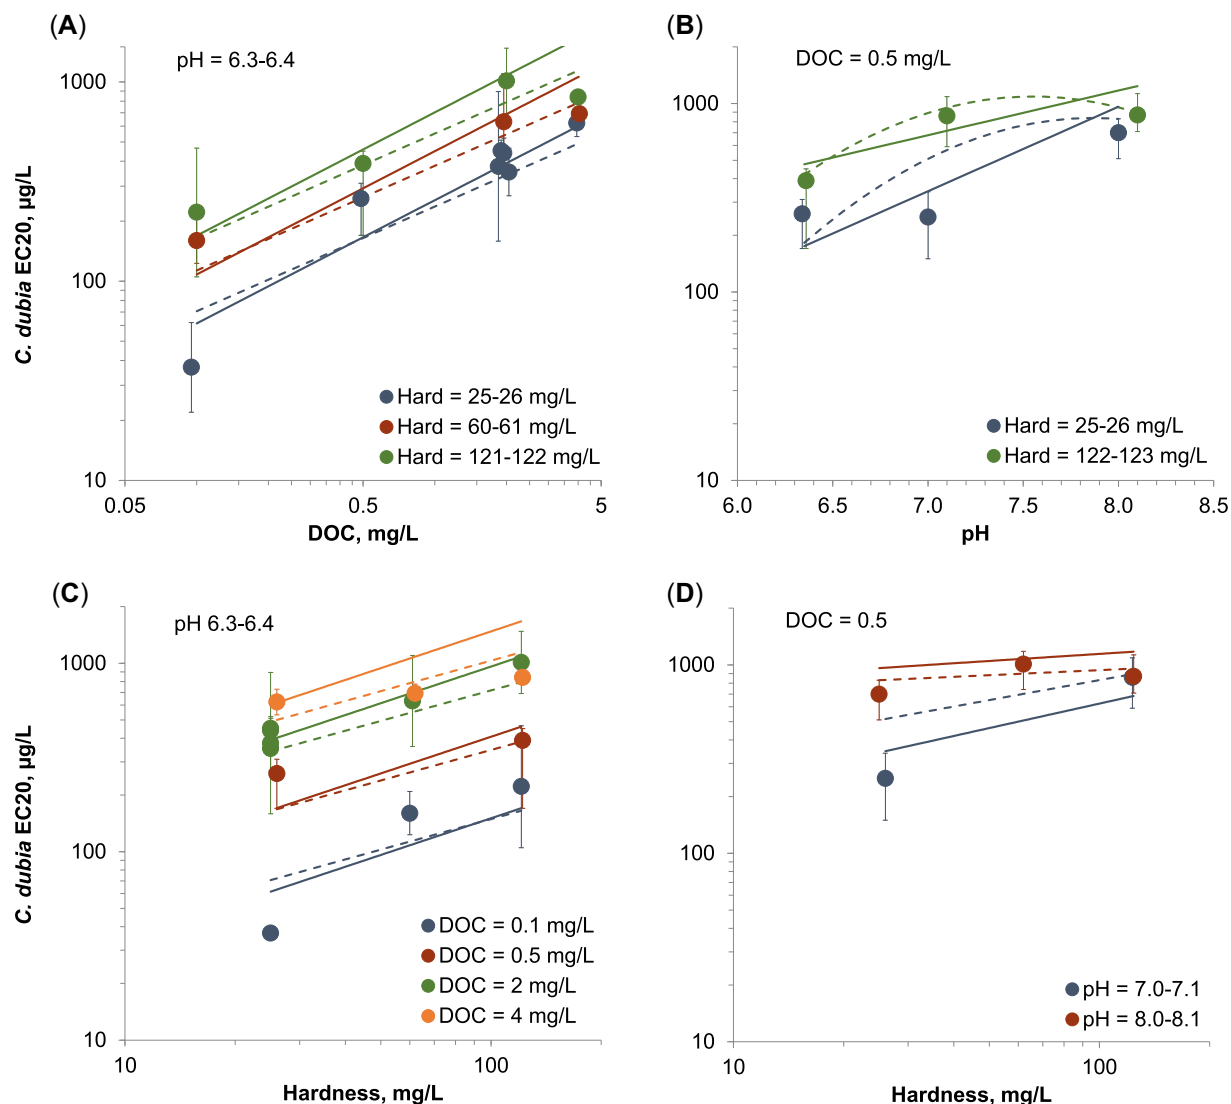 (A)
pH = 6.3-6.4
C. dubia EC20, µg/L
1000
100
10
0.05
0.5
5
DOC, mg/L
Hard = 25-26 mg/L
Hard = 60-61 mg/L
Hard = 121-122 mg/L
(B)
DOC = 0.5 mg/L
1000
100
10
6.0
6.5
7.0
7.5
8.0
8.5
pH
Hard = 25-26 mg/L
Hard = 122-123 mg/L
(C)
pH 6.3-6.4
C. dubia EC20, µg/L
1000
100
10
10
100
Hardness, mg/L
DOC = 0.1 mg/L
DOC = 0.5 mg/L
DOC = 2 mg/L
DOC = 4 mg/L
(D)
DOC = 0.5
1000
100
10
10
100
Hardness, mg/L
pH = 7.0-7.1
pH = 8.0-8.1